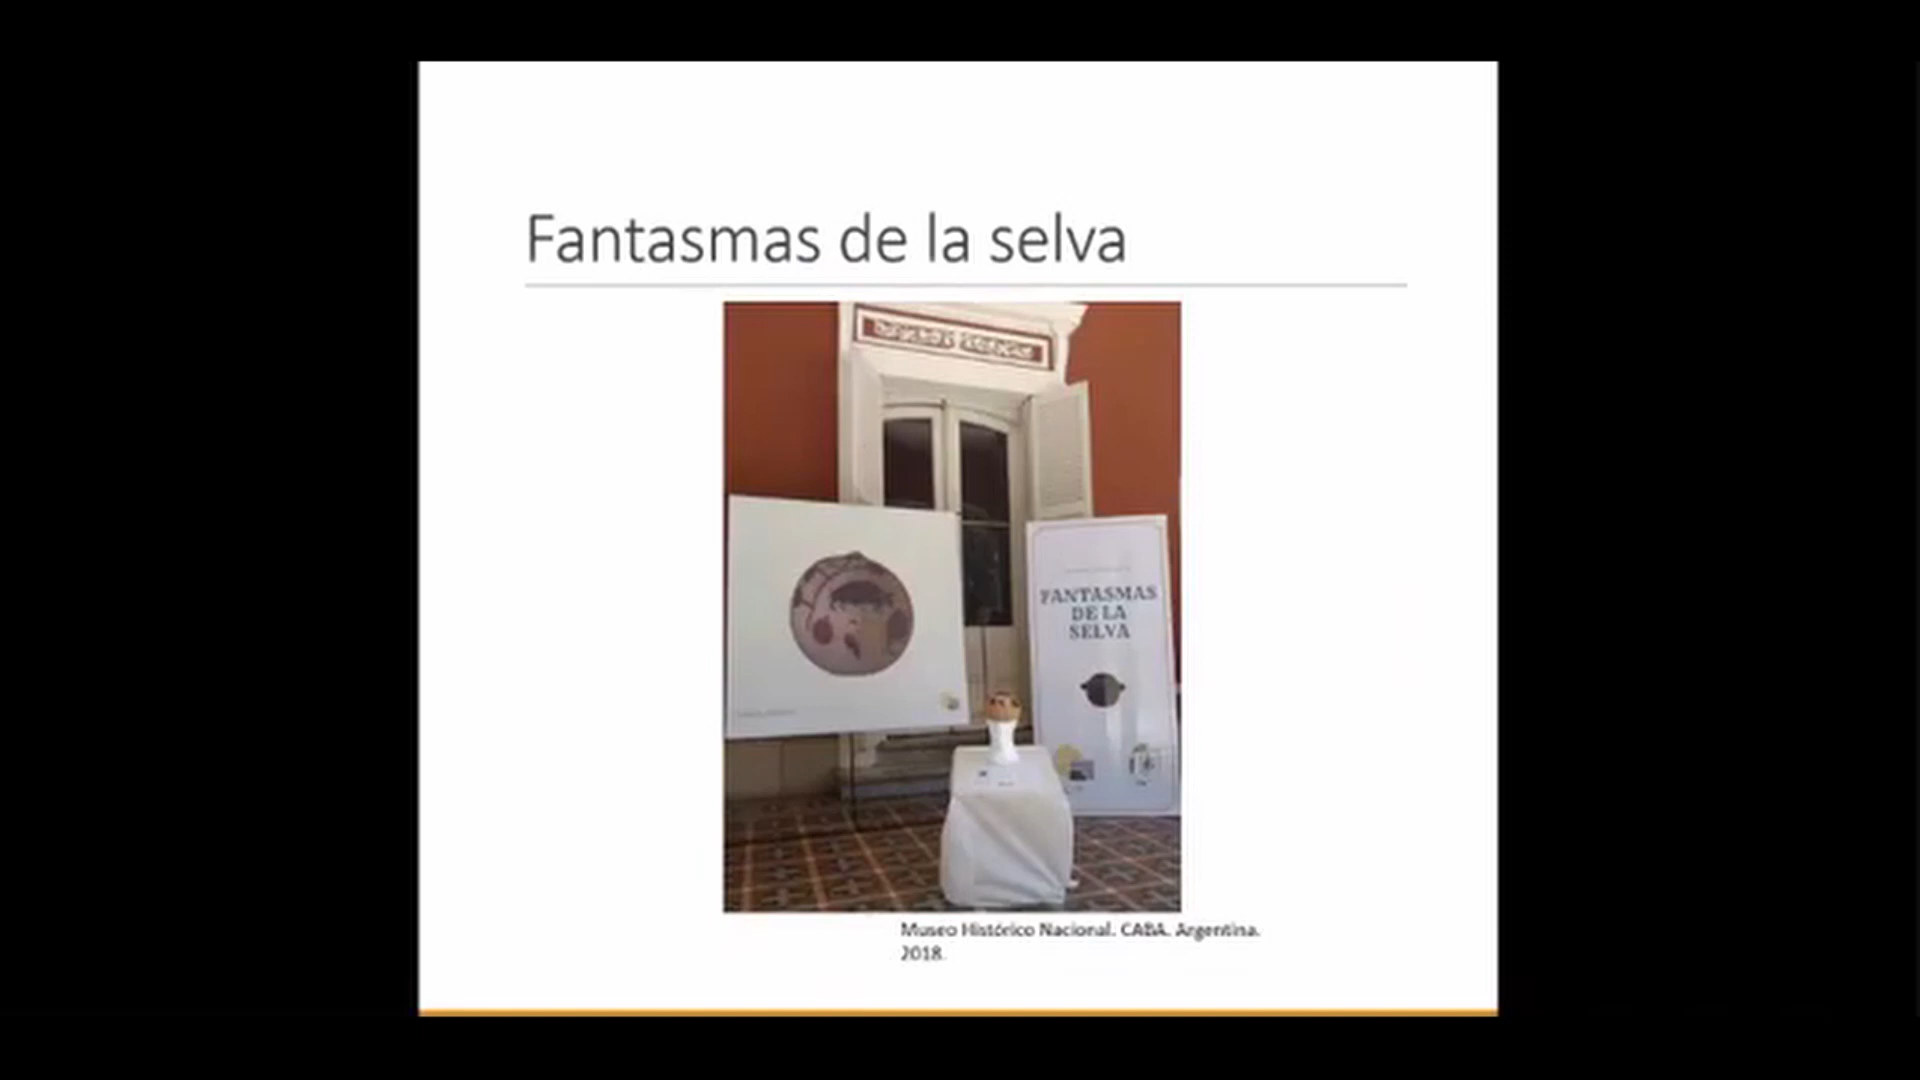 Fantasmas de la selva
FANTASMAS
DE LA
SELVA
Museo Histórico Nacional. CABA. Argentina.
2018.